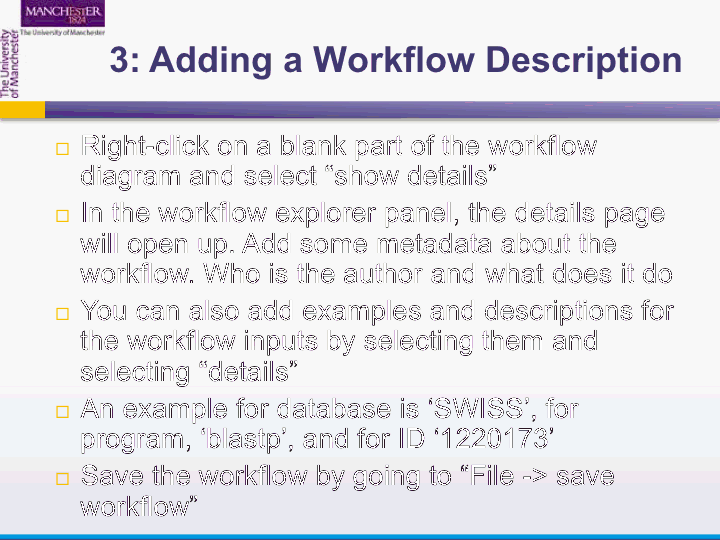 MANCHESTER
1824
The University of Manchester
The University
of Manchester
3: Adding a Workflow Description
Right-click on a blank part of the workflow
diagram and select “show details”
In the workflow explorer panel, the details page
will open up. Add some metadata about the
workflow. Who is the author and what does it do
You can also add examples and descriptions for
the workflow inputs by selecting them and
selecting “details”
An example for database is ‘SWISS’, for
program, ‘blastp’, and for ID ‘1220173’
Save the workflow by going to “File -> save
workflow”